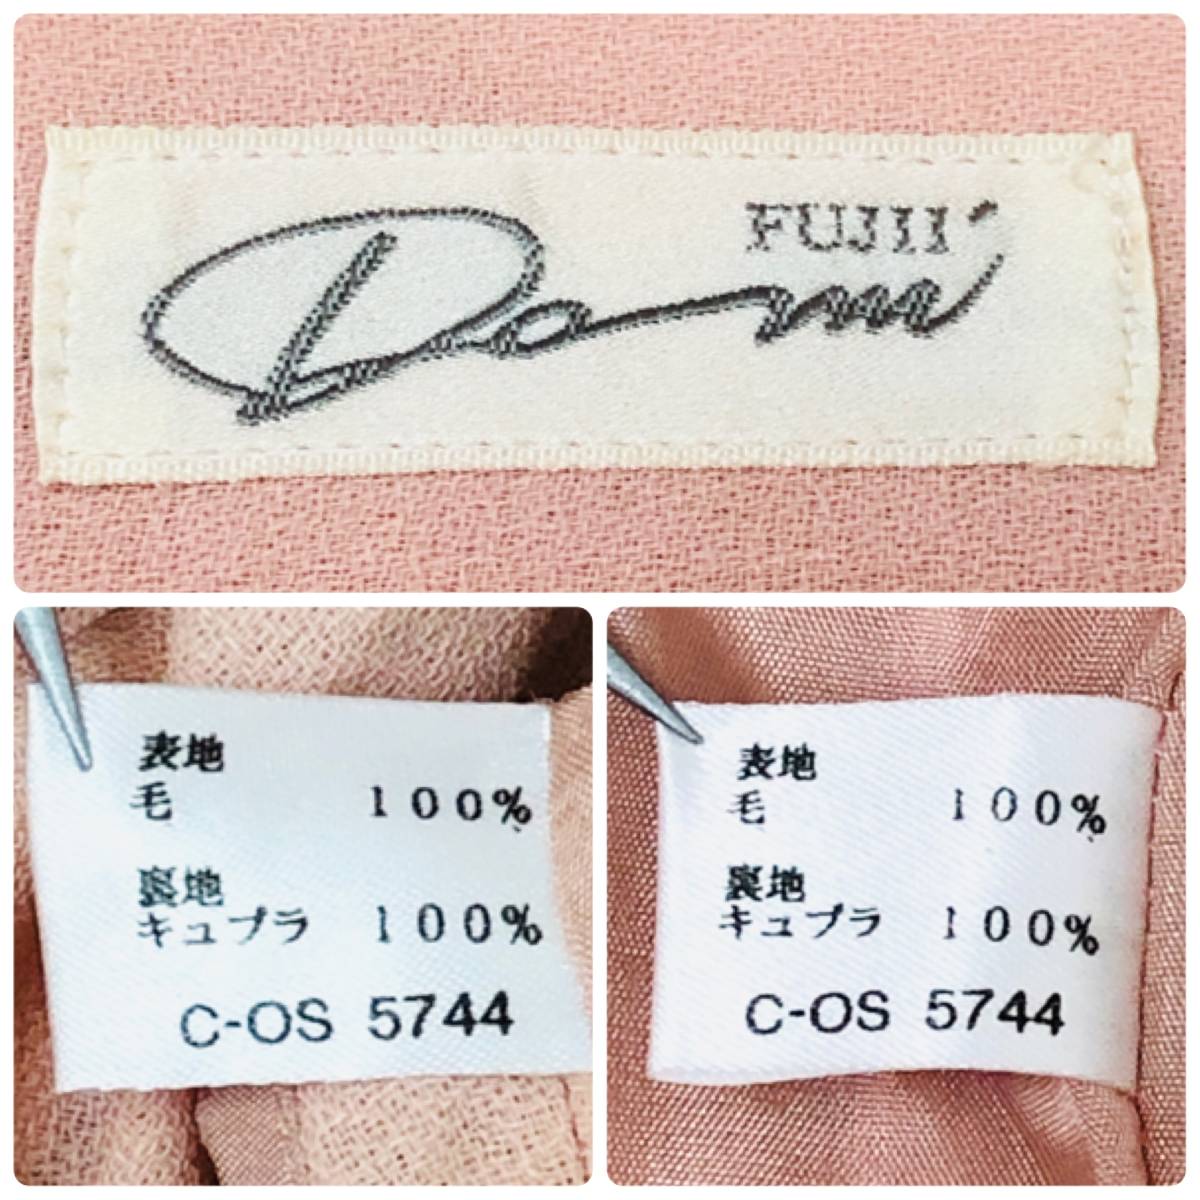 FUJII
Dami
表地
毛 100%
裏地
キュプラ 100%
C-OS 5744
表地
毛 100%
裏地
キュプラ 100%
C-OS 5744